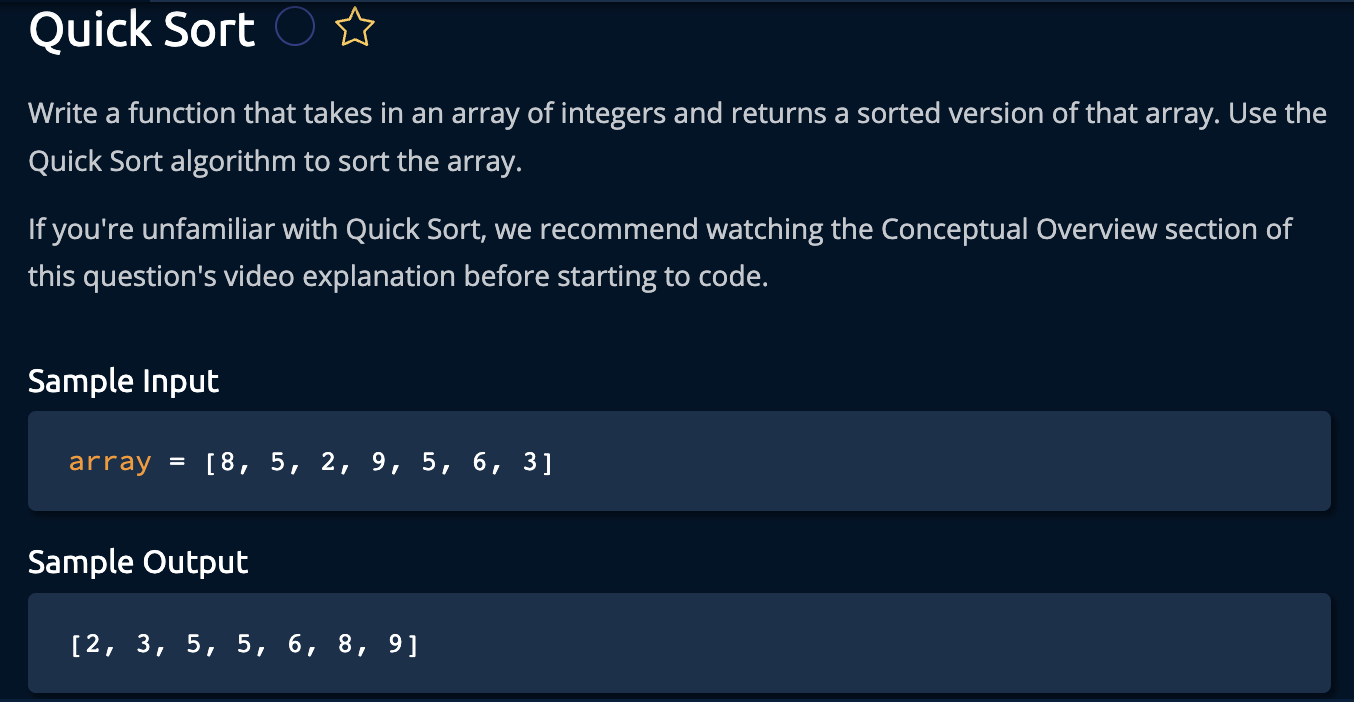 Quick Sort
Write a function that takes in an array of integers and returns a sorted version of that array. Use the
Quick Sort algorithm to sort the array.
If you're unfamiliar with Quick Sort, we recommend watching the Conceptual Overview section of
this question's video explanation before starting to code.
Sample Input
array = [8, 5, 2, 9, 5, 6, 3]
Sample Output
[2, 3, 5, 5, 6, 8, 9]